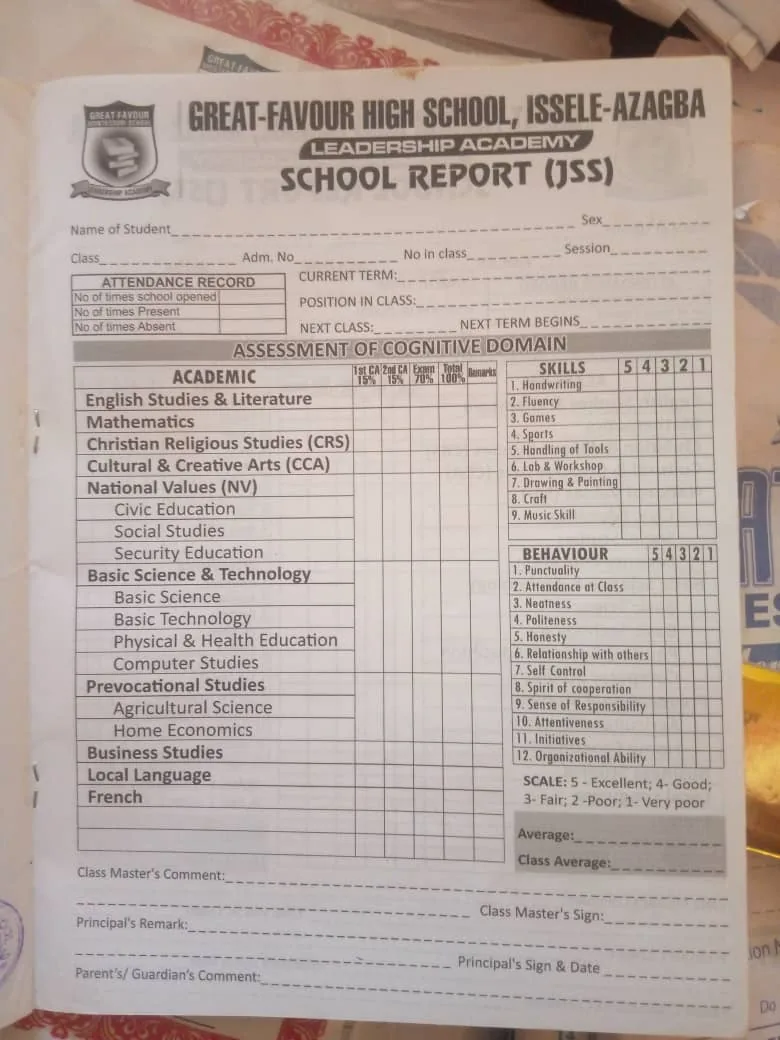 GREAT-FAVOUR
LEADERSHIP ACADEMY
GREAT-FAVOUR HIGH SCHOOL, ISSELE-AZAGBA
LEADERSHIP ACADEMY
SCHOOL REPORT (JSS)
Name of Student Sex
Class Adm. No No in class Session
ATTENDANCE RECORD
No of times school opened
No of times Present
No of times Absent
CURRENT TERM:
POSITION IN CLASS:
NEXT CLASS: NEXT TERM BEGINS
ASSESSMENT OF COGNITIVE DOMAIN
ACADEMIC 1st CA 15% 2nd CA 15% Exam 70% Total 100% Remarks
English Studies & Literature
Mathematics
Christian Religious Studies (CRS)
Cultural & Creative Arts (CCA)
National Values (NV)
Civic Education
Social Studies
Security Education
Basic Science & Technology
Basic Science
Basic Technology
Physical & Health Education
Computer Studies
Prevocational Studies
Agricultural Science
Home Economics
Business Studies
Local Language
French
SKILLS 5 4 3 2 1
1. Handwriting
2. Fluency
3. Games
4. Sports
5. Handling of Tools
6. Lab & Workshop
7. Drawing & Painting
8. Craft
9. Music Skill
BEHAVIOUR 5 4 3 2 1
1. Punctuality
2. Attendance at Class
3. Neatness
4. Politeness
5. Honesty
6. Relationship with others
7. Self Control
8. Spirit of cooperation
9. Sense of Responsibility
10. Attentiveness
11. Initiatives
12. Organizational Ability
SCALE: 5 - Excellent; 4- Good;
3- Fair; 2 -Poor; 1- Very poor
Average:
Class Average:
Class Master's Comment:
Class Master's Sign:
Principal's Remark:
Principal's Sign & Date
Parent's/ Guardian's Comment: